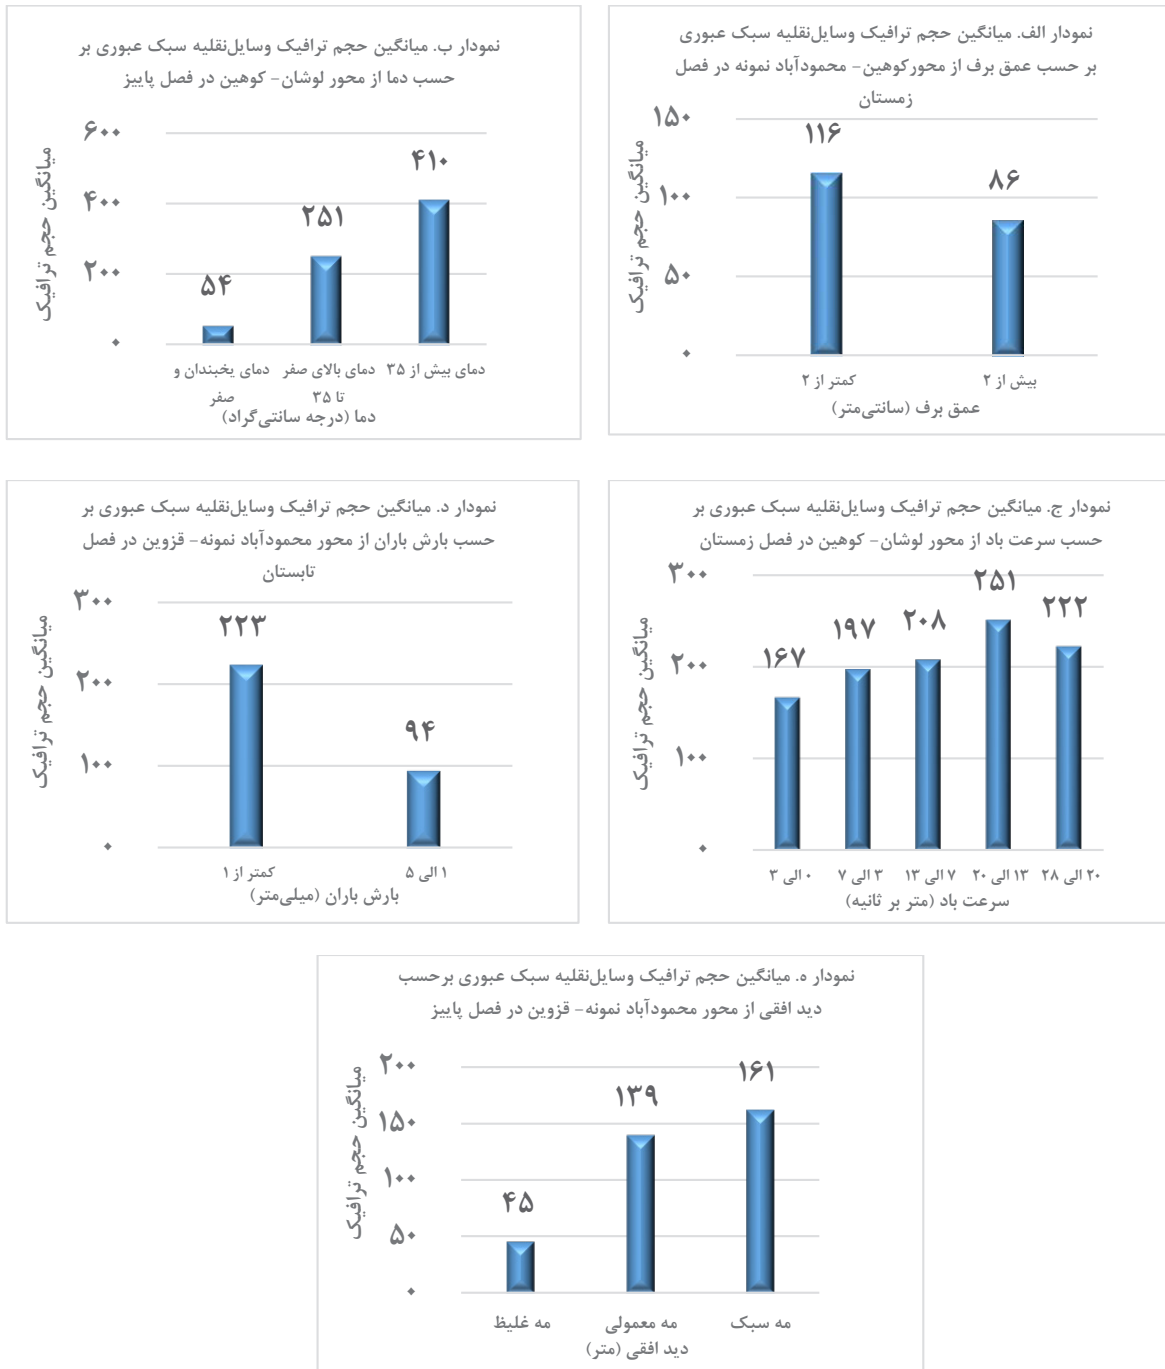 نمودار الف. میانگین حجم ترافیک وسایل‌نقلیه سبک عبوری
بر حسب عمق برف از محورکوهین- محمودآباد نمونه در فصل
زمستان
میانگین حجم ترافیک
۱۵۰
۱۰۰
۵۰
۰
۱۱۶
۸۶
کمتر از ۲
بیش از ۲
عمق برف (سانتی‌متر)
نمودار ب. میانگین حجم ترافیک وسایل‌نقلیه سبک عبوری بر
حسب دما از محور لوشان- کوهین در فصل پاییز
میانگین حجم ترافیک
۶۰۰
۴۰۰
۲۰۰
۰
۵۴
۲۵۱
۴۱۰
دمای یخبندان و
صفر
دمای بالای صفر
تا ۳۵
دمای بیش از ۳۵
دما (درجه سانتی‌گراد)
نمودار ج. میانگین حجم ترافیک وسایل‌نقلیه سبک عبوری بر
حسب سرعت باد از محور لوشان- کوهین در فصل زمستان
میانگین حجم ترافیک
۳۰۰
۲۰۰
۱۰۰
۰
۱۶۷
۱۹۷
۲۰۸
۲۵۱
۲۲۲
۰ الی ۳
۳ الی ۷
۷ الی ۱۳
۱۳ الی ۲۰
۲۰ الی ۲۸
سرعت باد (متر بر ثانیه)
نمودار د. میانگین حجم ترافیک وسایل‌نقلیه سبک عبوری بر
حسب بارش باران از محور محمودآباد نمونه- قزوین در فصل
تابستان
میانگین حجم ترافیک
۳۰۰
۲۰۰
۱۰۰
۰
۲۲۳
۹۴
کمتر از ۱
۱ الی ۵
بارش باران (میلی‌متر)
نمودار ه. میانگین حجم ترافیک وسایل‌نقلیه سبک عبوری برحسب
دید افقی از محور محمودآباد نمونه- قزوین در فصل پاییز
میانگین حجم ترافیک
۲۰۰
۱۵۰
۱۰۰
۵۰
۰
۴۵
۱۳۹
۱۶۱
مه غلیظ
مه معمولی
مه سبک
دید افقی (متر)